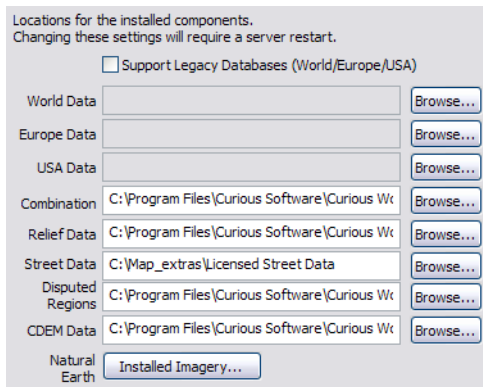 Locations for the installed components.
Changing these settings will require a server restart.
Support Legacy Databases (World/Europe/USA)
World Data Browse...
Europe Data Browse...
USA Data Browse...
Combination C:\Program Files\Curious Software\Curious Wo Browse...
Relief Data C:\Program Files\Curious Software\Curious Wo Browse...
Street Data C:\Map_extras\Licensed Street Data Browse...
Disputed
Regions C:\Program Files\Curious Software\Curious Wo Browse...
CDEM Data C:\Program Files\Curious Software\Curious Wo Browse...
Natural
Earth Installed Imagery...